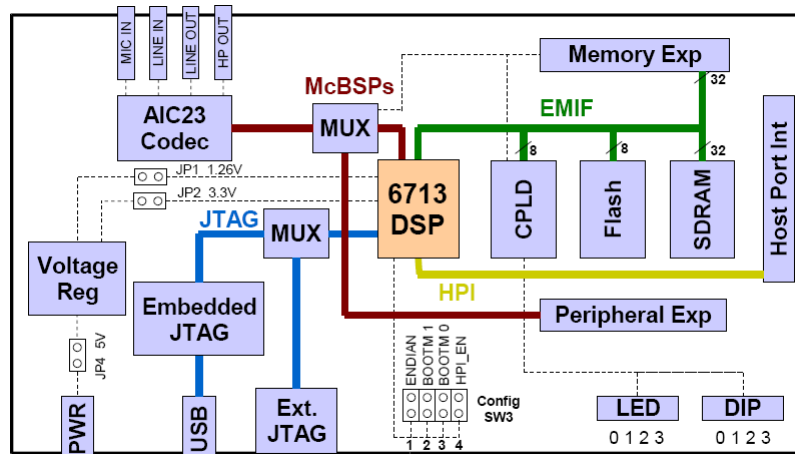 MIC IN
LINE IN
LINE OUT
HP OUT
Memory Exp
32
McBSPs
AIC23
Codec
MUX
EMIF
8
8
32
JP1 1.26V
JP2 3.3V
6713
DSP
CPLD
Flash
SDRAM
Host Port Int
JTAG
MUX
Voltage
Reg
HPI
Embedded
JTAG
Peripheral Exp
JP4 5V
ENDIAN
BOOTM 1
BOOTM 0
HPI_EN
Config
SW3
PWR
USB
Ext.
JTAG
1 2 3 4
LED
DIP
0 1 2 3
0 1 2 3